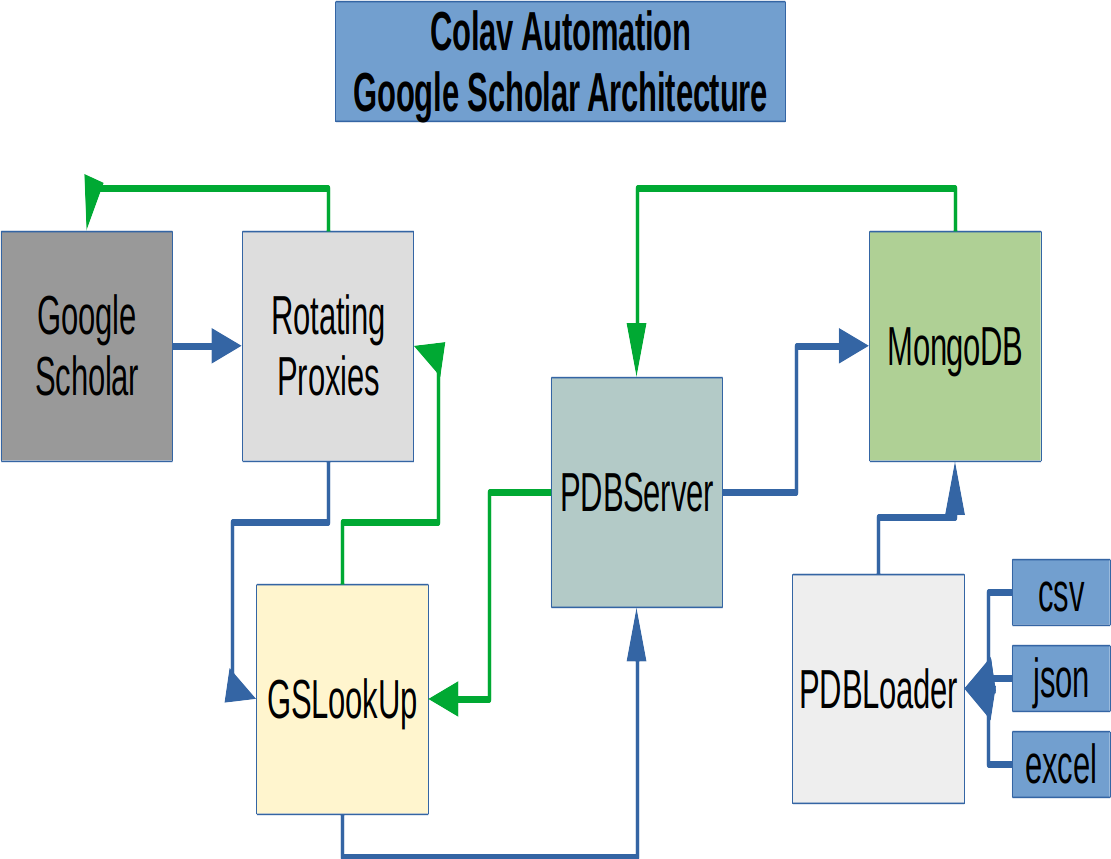 Colav Automation
Google Scholar Architecture
Google
Scholar
Rotating
Proxies
MongoDB
PDBServer
GSLookUp
PDBLoader
csv
json
excel